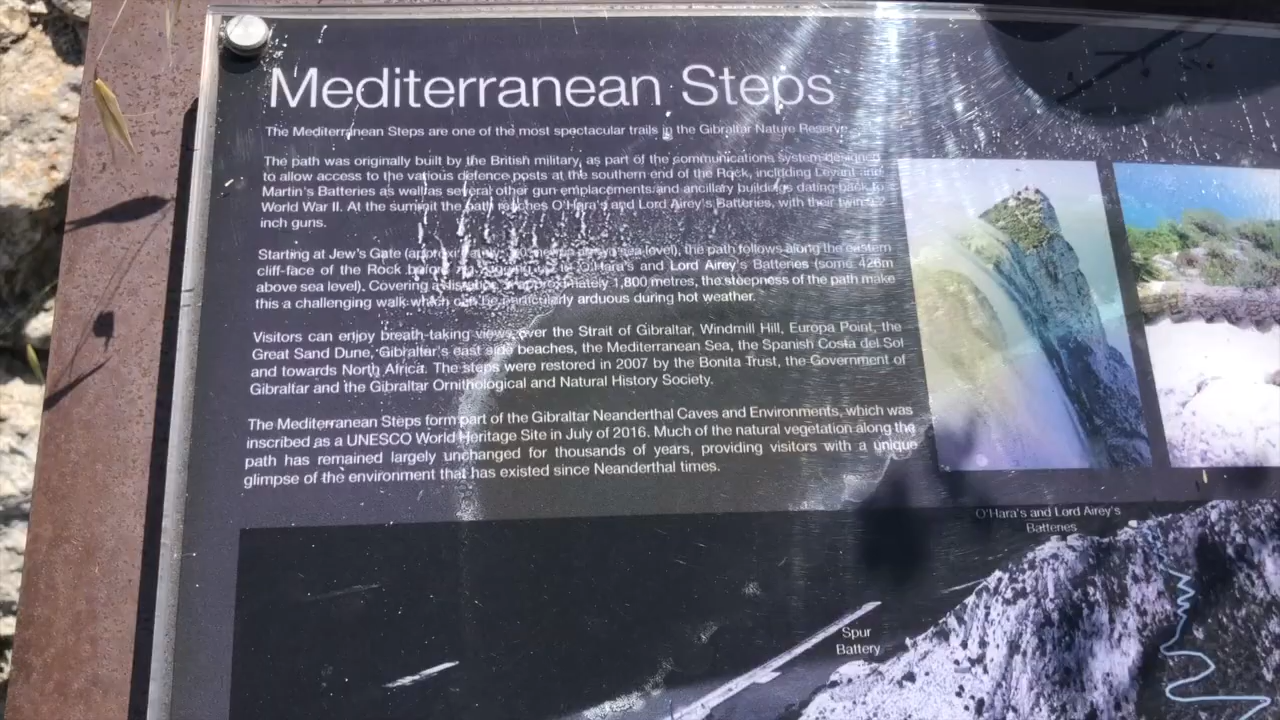 Mediterranean Steps
The Mediterranean Steps are one of the most spectacular trails in the Gibraltar Nature Reserve.
The path was originally built by the British military, as part of the communications system designed
to allow access to the various defence posts at the southern end of the Rock, including Levant and
Martin's Batteries as well as several other gun emplacements and ancillary buildings dating back to
World War II. At the summit the path reaches O'Hara's and Lord Airey's Batteries, with their twin
inch guns.
Starting at Jew's Gate sea level), the path follows along the eastern
cliff-face of the Rock O'Hara's and Lord Airey's Batteries (some 426m
above sea level). Covering a distance approximately 1,800 metres, the steepness of the path make
this a challenging walk which can be particularly arduous during hot weather.
Visitors can enjoy breath-taking views over the Strait of Gibraltar, Windmill Hill, Europa Point, the
Great Sand Dune, Gibraltar's east side beaches, the Mediterranean Sea, the Spanish Costa del Sol
and towards North Africa. The steps were restored in 2007 by the Bonita Trust, the Government of
Gibraltar and the Gibraltar Ornithological and Natural History Society.
The Mediterranean Steps form part of the Gibraltar Neanderthal Caves and Environments, which was
inscribed as a UNESCO World Heritage Site in July of 2016. Much of the natural vegetation along the
path has remained largely unchanged for thousands of years, providing visitors with a unique
glimpse of the environment that has existed since Neanderthal times.
O'Hara's and Lord Airey's
Batteries
Spur
Battery